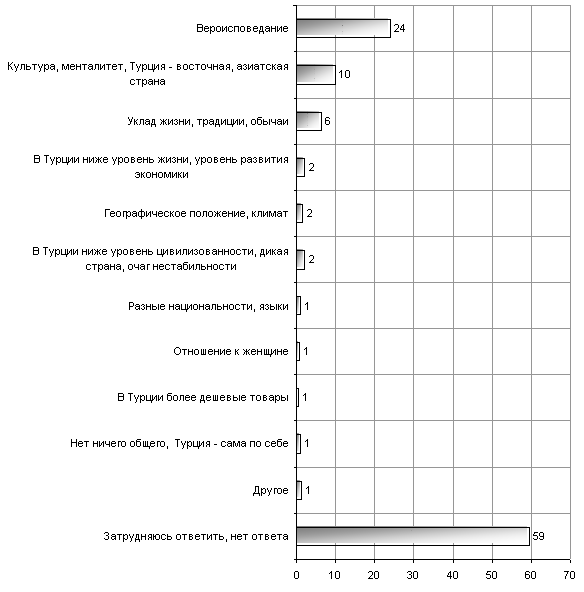 Вероисповедание 24
Культура, менталитет, Турция - восточная, азиатская
страна 10
Уклад жизни, традиции, обычаи 6
В Турции ниже уровень жизни, уровень развития
экономики 2
Географическое положение, климат 2
В Турции ниже уровень цивилизованности, дикая
страна, очаг нестабильности 2
Разные национальности, языки 1
Отношение к женщине 1
В Турции более дешевые товары 1
Нет ничего общего, Турция - сама по себе 1
Другое 1
Затрудняюсь ответить, нет ответа 59
0 10 20 30 40 50 60 70